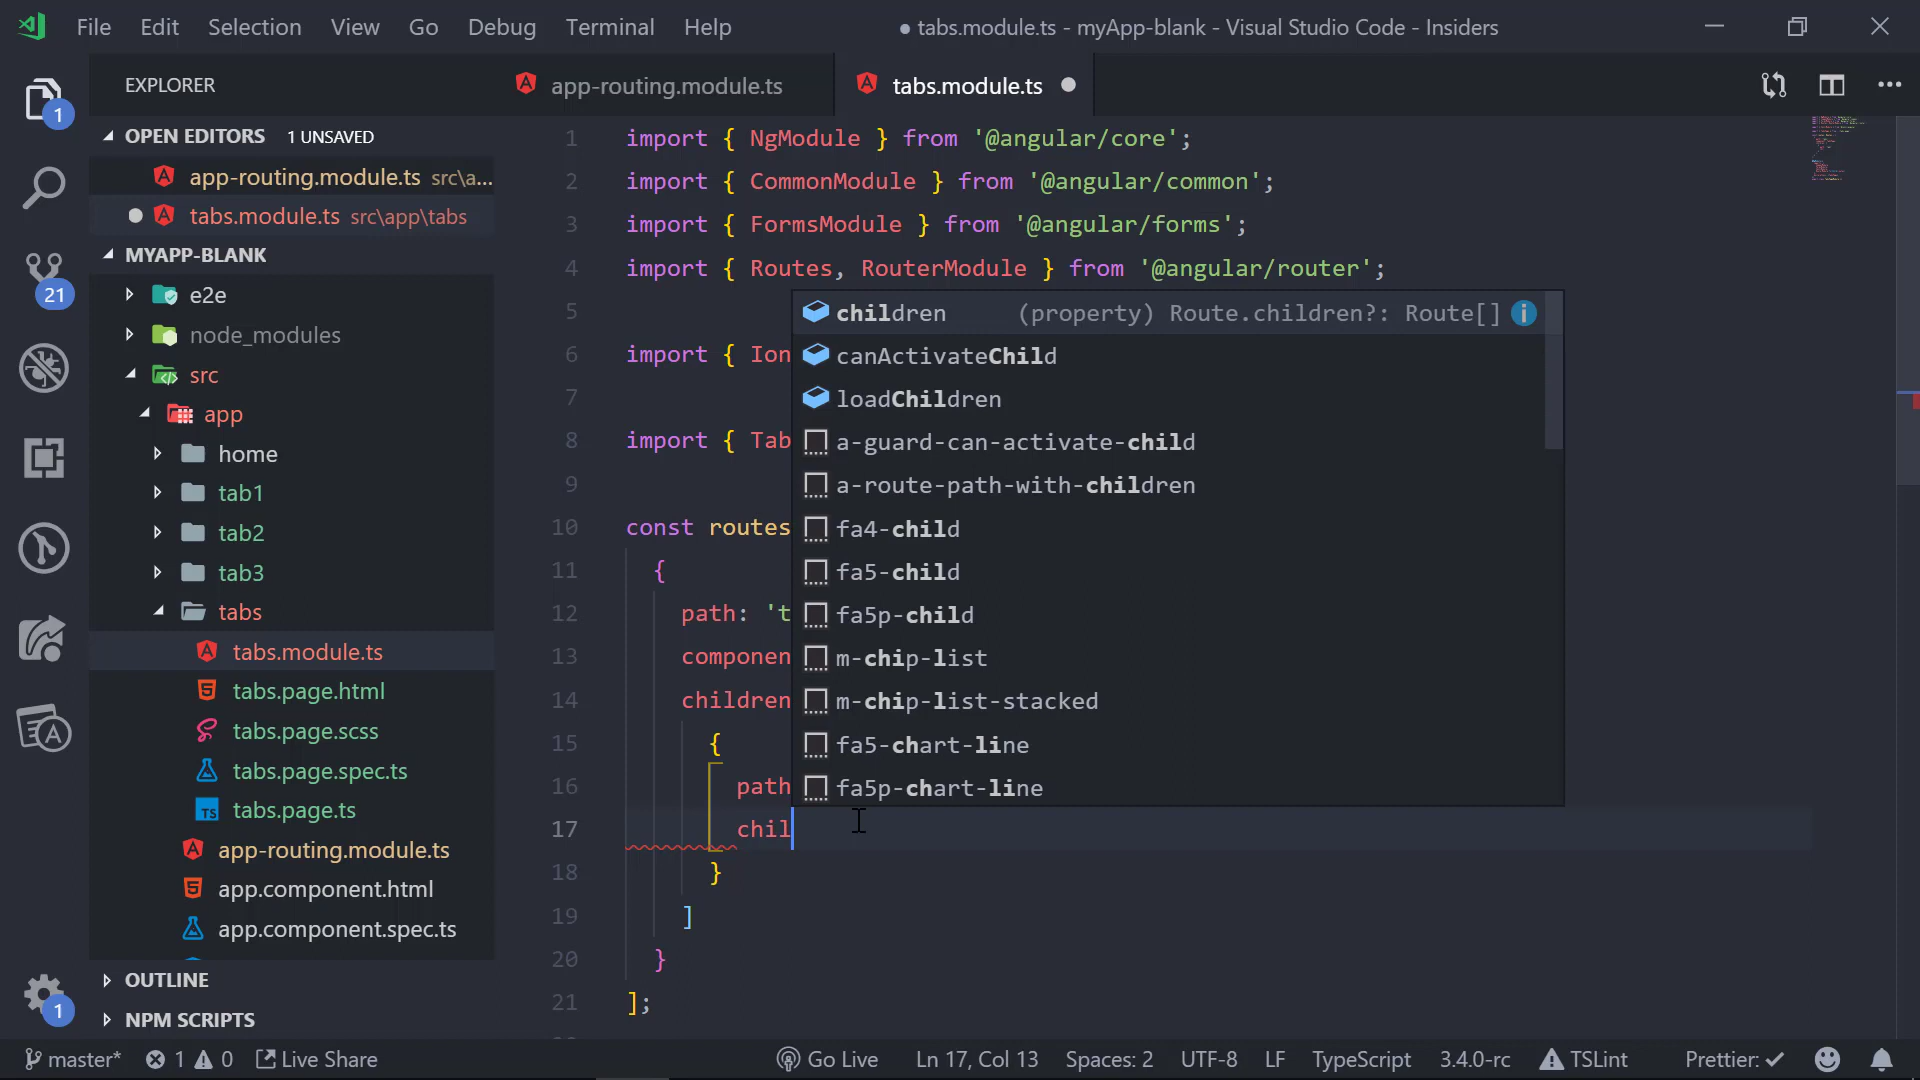 File Edit Selection View Go Debug Terminal Help
● tabs.module.ts - myApp-blank - Visual Studio Code - Insiders
EXPLORER
app-routing.module.ts
tabs.module.ts
OPEN EDITORS 1 UNSAVED
app-routing.module.ts src\a...
tabs.module.ts src\app\tabs
MYAPP-BLANK
e2e
node_modules
src
app
home
tab1
tab2
tab3
tabs
tabs.module.ts
tabs.page.html
tabs.page.scss
tabs.page.spec.ts
tabs.page.ts
app-routing.module.ts
app.component.html
app.component.spec.ts
OUTLINE
NPM SCRIPTS
1
21
1
1 import { NgModule } from '@angular/core';
2 import { CommonModule } from '@angular/common';
3 import { FormsModule } from '@angular/forms';
4 import { Routes, RouterModule } from '@angular/router';
5
6 import { Ion
7
8 import { Tab
9
10 const routes
11 {
12 path: 't
13 componen
14 children
15 {
16 path
17 chil
18 }
19 ]
20 }
21 ];
children (property) Route.children?: Route[]
canActivateChild
loadChildren
a-guard-can-activate-child
a-route-path-with-children
fa4-child
fa5-child
fa5p-child
m-chip-list
m-chip-list-stacked
fa5-chart-line
fa5p-chart-line
master* 1 0 Live Share Go Live Ln 17, Col 13 Spaces: 2 UTF-8 LF TypeScript 3.4.0-rc TSLint Prettier: ✓